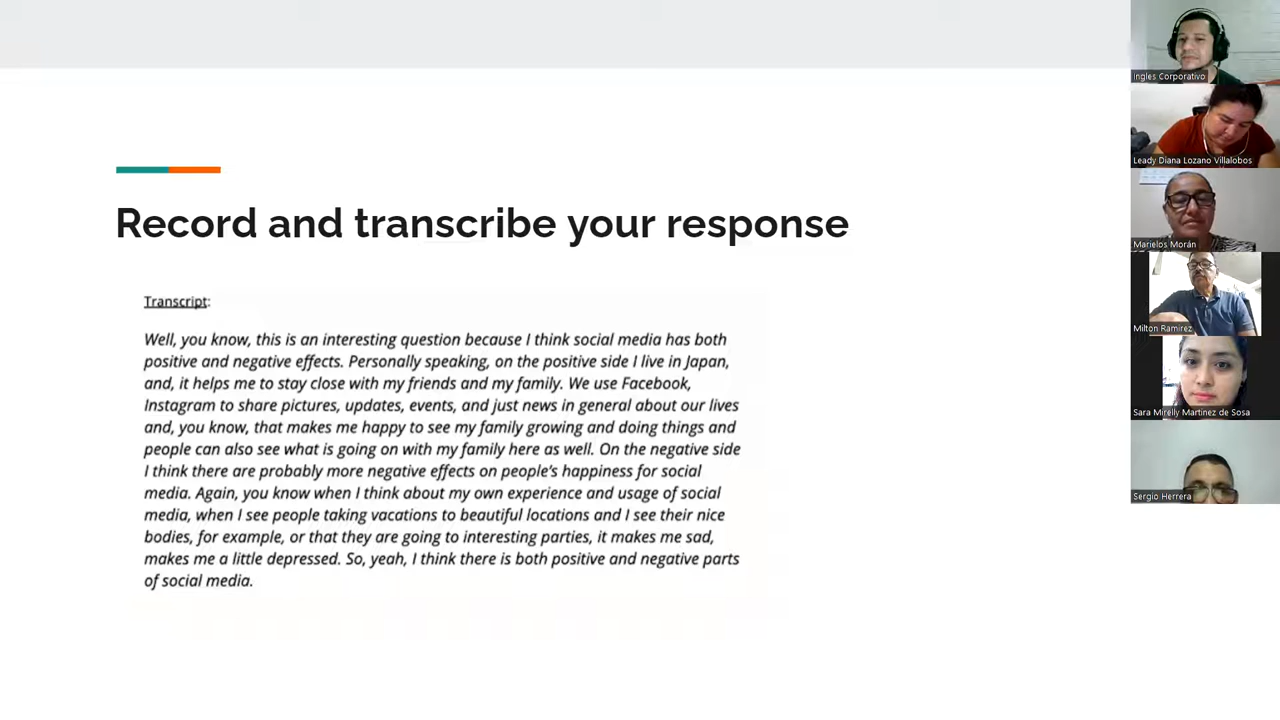 Record and transcribe your response
Transcript:
Well, you know, this is an interesting question because I think social media has both
positive and negative effects. Personally speaking, on the positive side I live in Japan,
and, it helps me to stay close with my friends and my family. We use Facebook,
Instagram to share pictures, updates, events, and just news in general about our lives
and, you know, that makes me happy to see my family growing and doing things and
people can also see what is going on with my family here as well. On the negative side
I think there are probably more negative effects on people's happiness for social
media. Again, you know when I think about my own experience and usage of social
media, when I see people taking vacations to beautiful locations and I see their nice
bodies, for example, or that they are going to interesting parties, it makes me sad,
makes me a little depressed. So, yeah, I think there is both positive and negative parts
of social media.
Ingles Corporativo
Leady Diana Lozano Villalobos
Marielos Morán
Milton Ramirez
Sara Mirelly Martinez de Sosa
Sergio Herrera